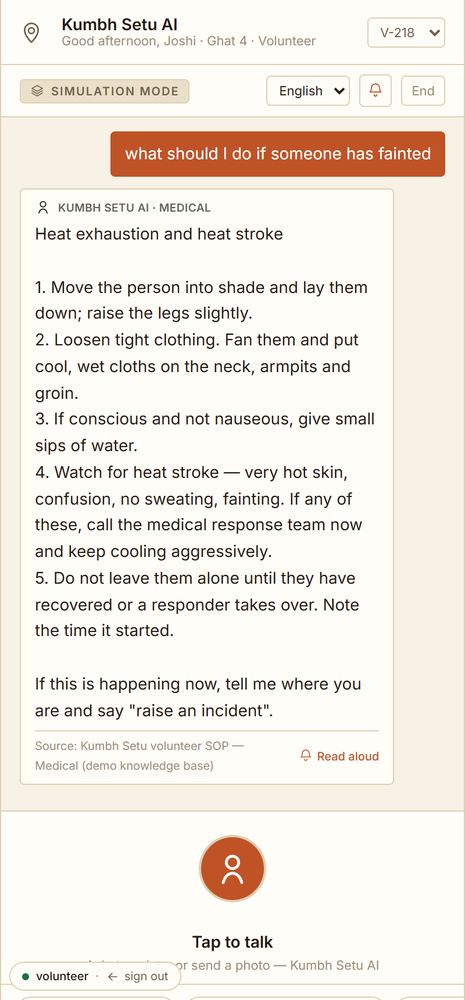 Kumbh Setu AI
Good afternoon, Joshi · Ghat 4 · Volunteer
V-218
SIMULATION MODE
English
End
what should I do if someone has fainted
KUMBH SETU AI · MEDICAL
Heat exhaustion and heat stroke
1. Move the person into shade and lay them
down; raise the legs slightly.
2. Loosen tight clothing. Fan them and put
cool, wet cloths on the neck, armpits and
groin.
3. If conscious and not nauseous, give small
sips of water.
4. Watch for heat stroke — very hot skin,
confusion, no sweating, fainting. If any of
these, call the medical response team now
and keep cooling aggressively.
5. Do not leave them alone until they have
recovered or a responder takes over. Note
the time it started.
If this is happening now, tell me where you
are and say "raise an incident".
Source: Kumbh Setu volunteer SOP —
Medical (demo knowledge base)
Read aloud
Tap to talk
or send a photo — Kumbh Setu AI
volunteer · ← sign out